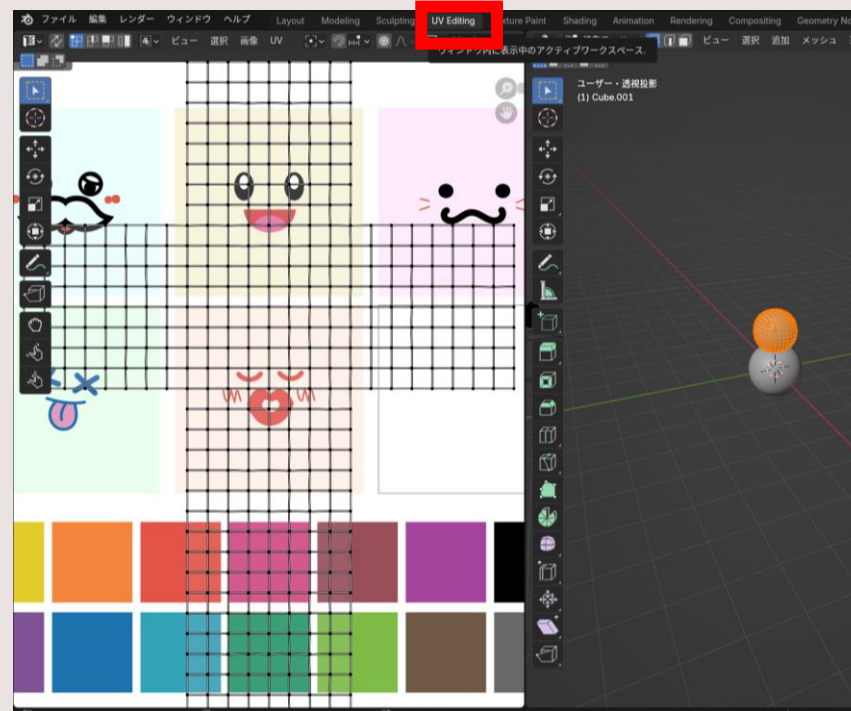 ファイル 編集 レンダー ウィンドウ ヘルプ Layout Modeling Sculpting UV Editing Texture Paint Shading Animation Rendering Compositing Geometry No
ビュー 選択 画像 UV ビュー 選択 追加 メッシュ
ウィンドウ内に表示中のアクティブワークスペース.
ユーザー・透視投影
(1) Cube.001